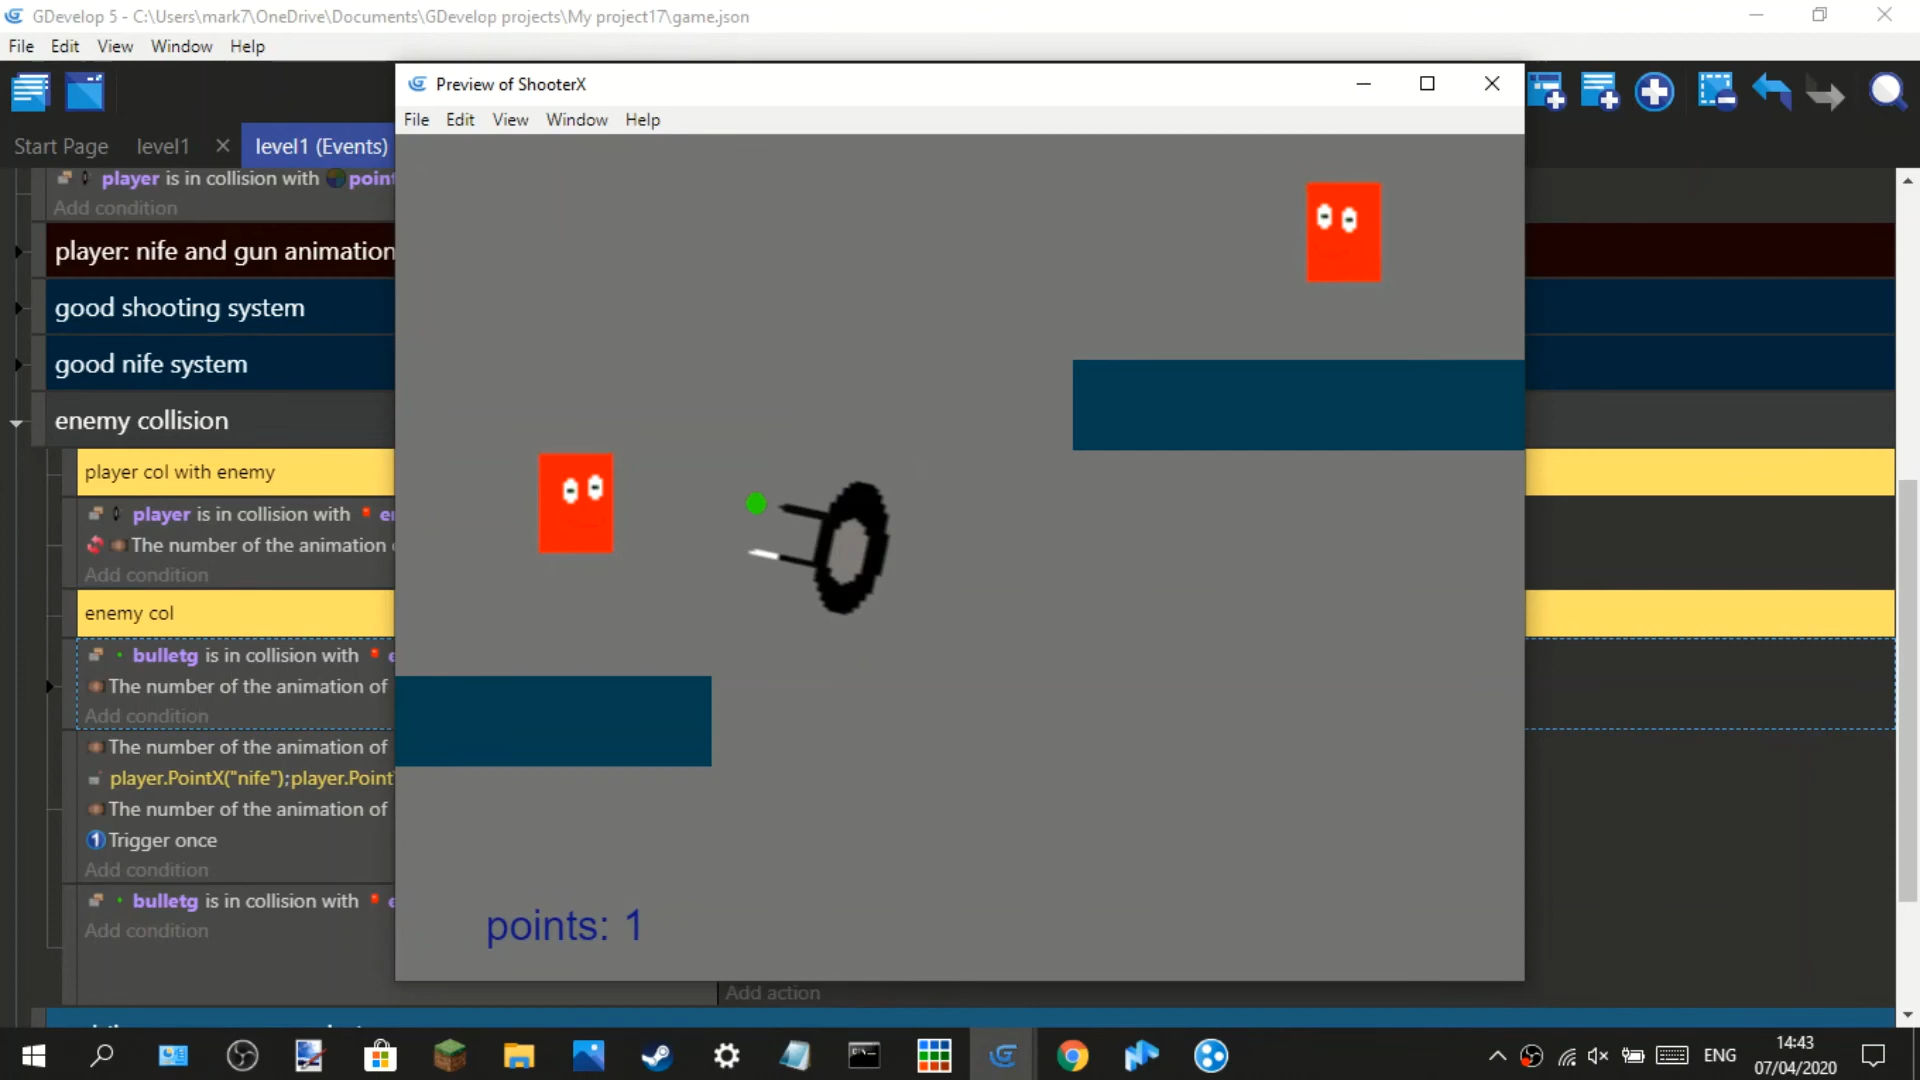 GDevelop 5 - C:\Users\mark7\OneDrive\Documents\GDevelop projects\My project17\game.json
File Edit View Window Help
Preview of ShooterX
File Edit View Window Help
Start Page level1 level1 (Events)
player is in collision with poin
Add condition
player: nife and gun animation
good shooting system
good nife system
enemy collision
player col with enemy
player is in collision with e
The number of the animation
Add condition
enemy col
bulletg is in collision with e
The number of the animation of
Add condition
The number of the animation of
player.PointX("nife");player.Point
The number of the animation of
1 Trigger once
Add condition
bulletg is in collision with e
Add condition
points: 1
Add action
ENG
14:43
07/04/2020